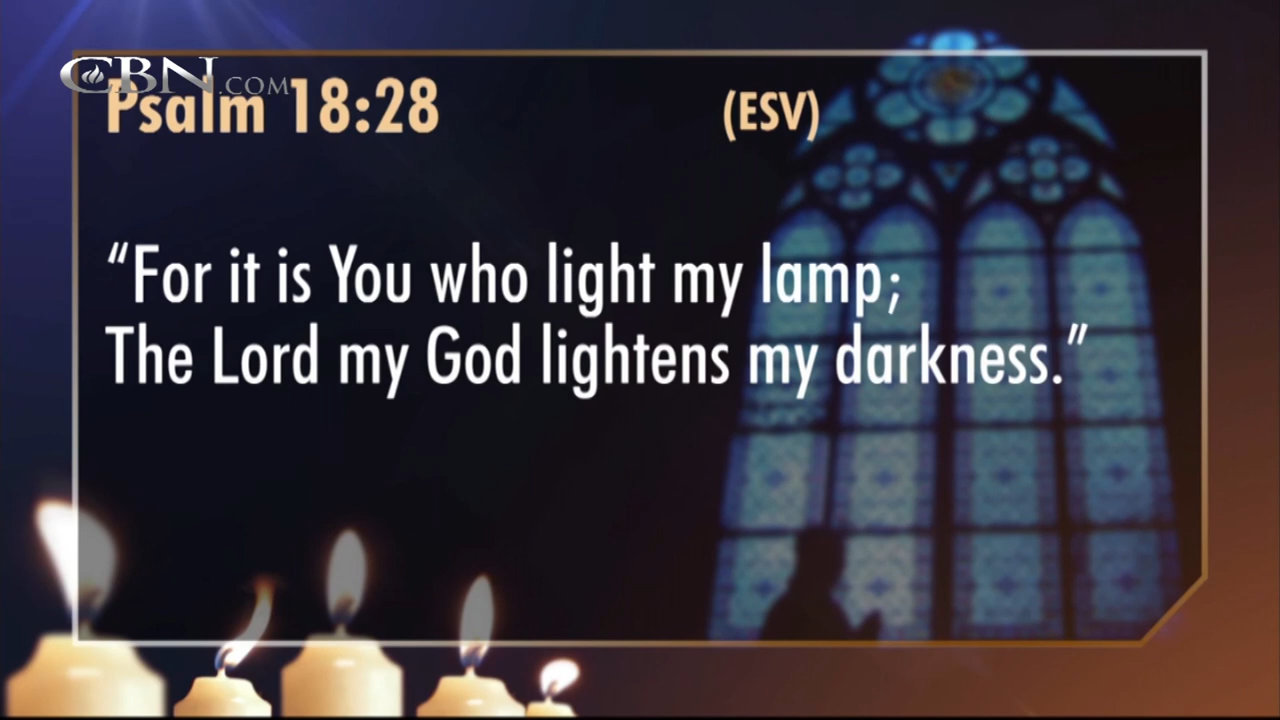 CBN.COM
Psalm 18:28 (ESV)
“For it is You who light my lamp;
The Lord my God lightens my darkness.”